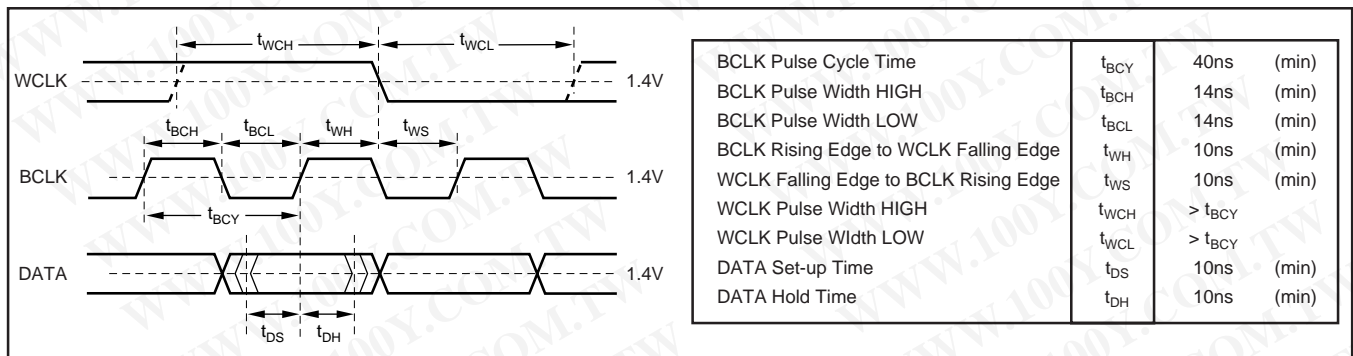 tWCH tWCL
WCLK 1.4V
tBCH tBCL tWH tWS
BCLK 1.4V
tBCY
DATA 1.4V
tDS tDH
BCLK Pulse Cycle Time tBCY 40ns (min)
BCLK Pulse Width HIGH tBCH 14ns (min)
BCLK Pulse Width LOW tBCL 14ns (min)
BCLK Rising Edge to WCLK Falling Edge tWH 10ns (min)
WCLK Falling Edge to BCLK Rising Edge tWS 10ns (min)
WCLK Pulse Width HIGH tWCH > tBCY
WCLK Pulse WIdth LOW tWCL > tBCY
DATA Set-up Time tDS 10ns (min)
DATA Hold Time tDH 10ns (min)
WWW.100Y.COM.TW